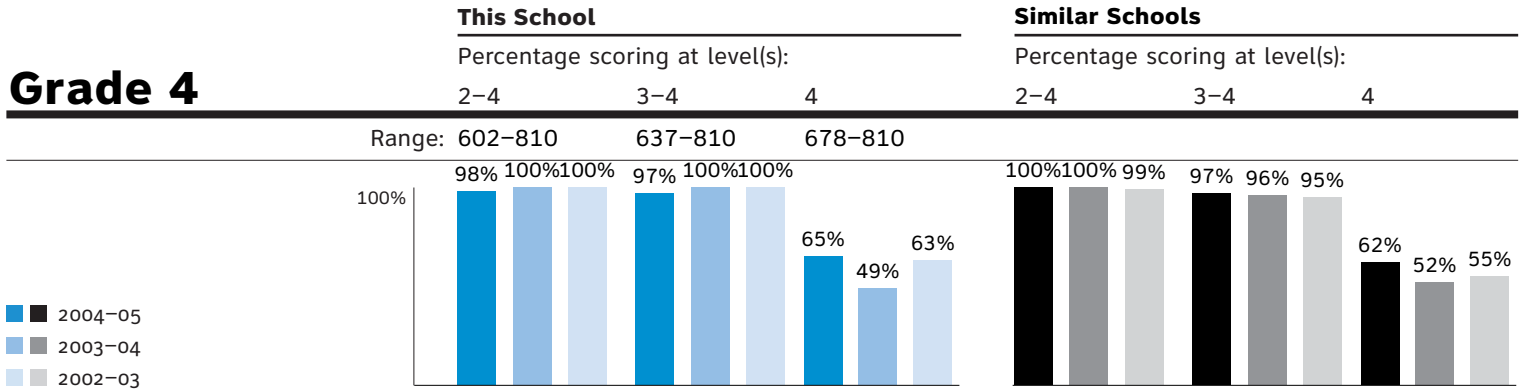 This School Similar Schools
Percentage scoring at level(s): Percentage scoring at level(s):
Grade 4 2–4 3–4 4 2–4 3–4 4
Range: 602–810 637–810 678–810
98% 100% 100% 97% 100% 100% 65% 49% 63% 100% 100% 99% 97% 96% 95% 62% 52% 55%
100%
2004–05
2003–04
2002–03